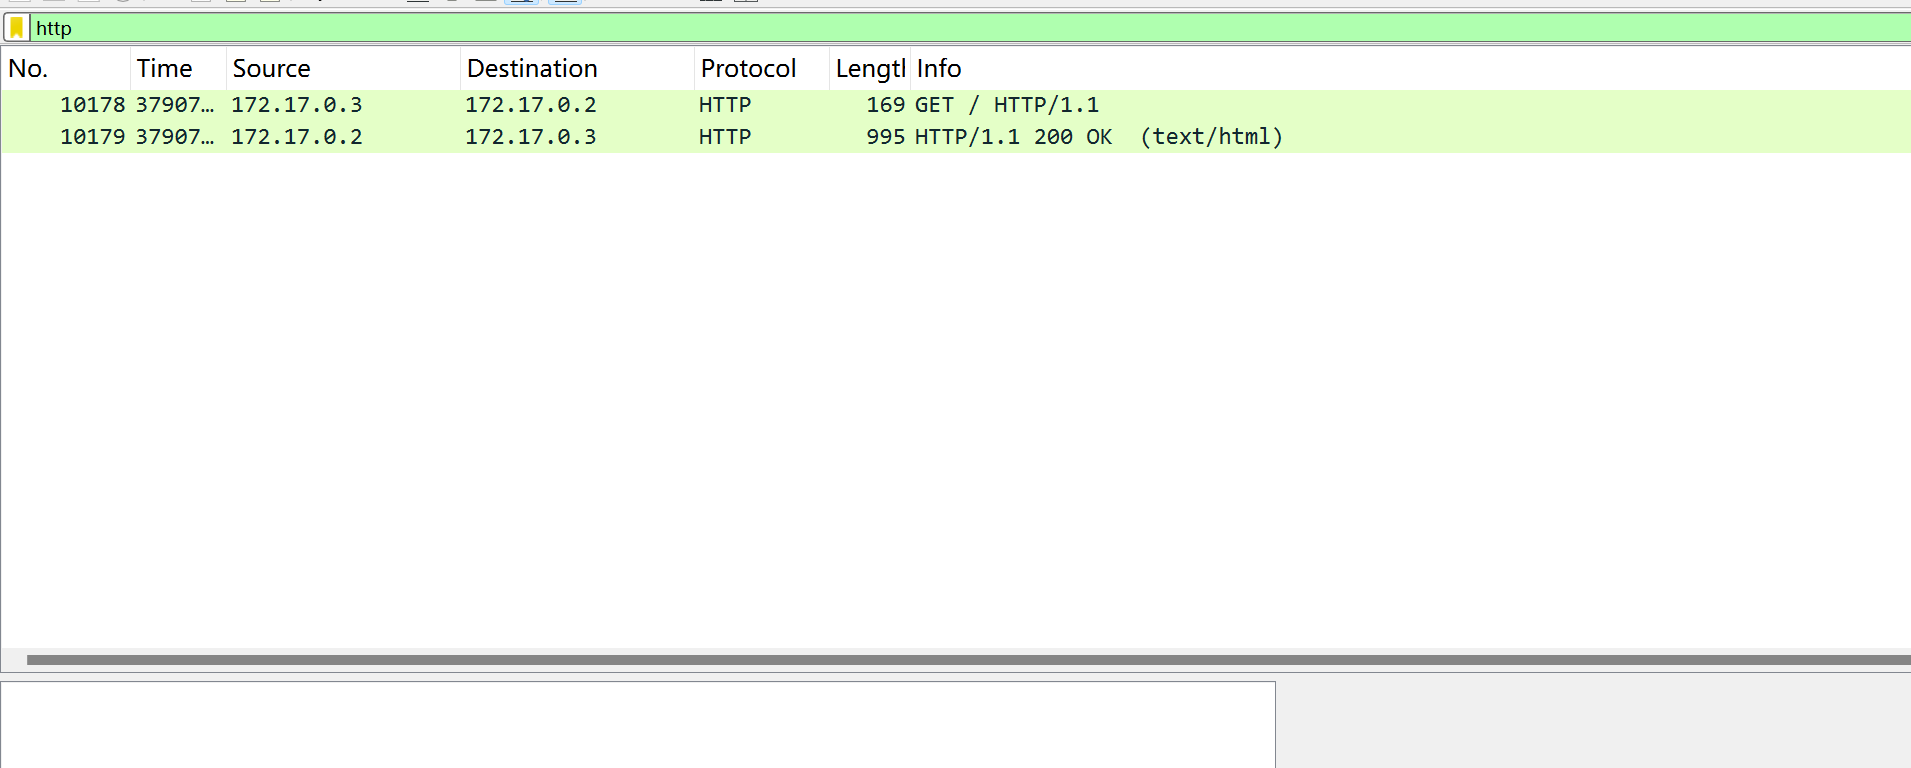 http
No. Time Source Destination Protocol Lengtl Info
10178 37907… 172.17.0.3 172.17.0.2 HTTP 169 GET / HTTP/1.1
10179 37907… 172.17.0.2 172.17.0.3 HTTP 995 HTTP/1.1 200 OK (text/html)